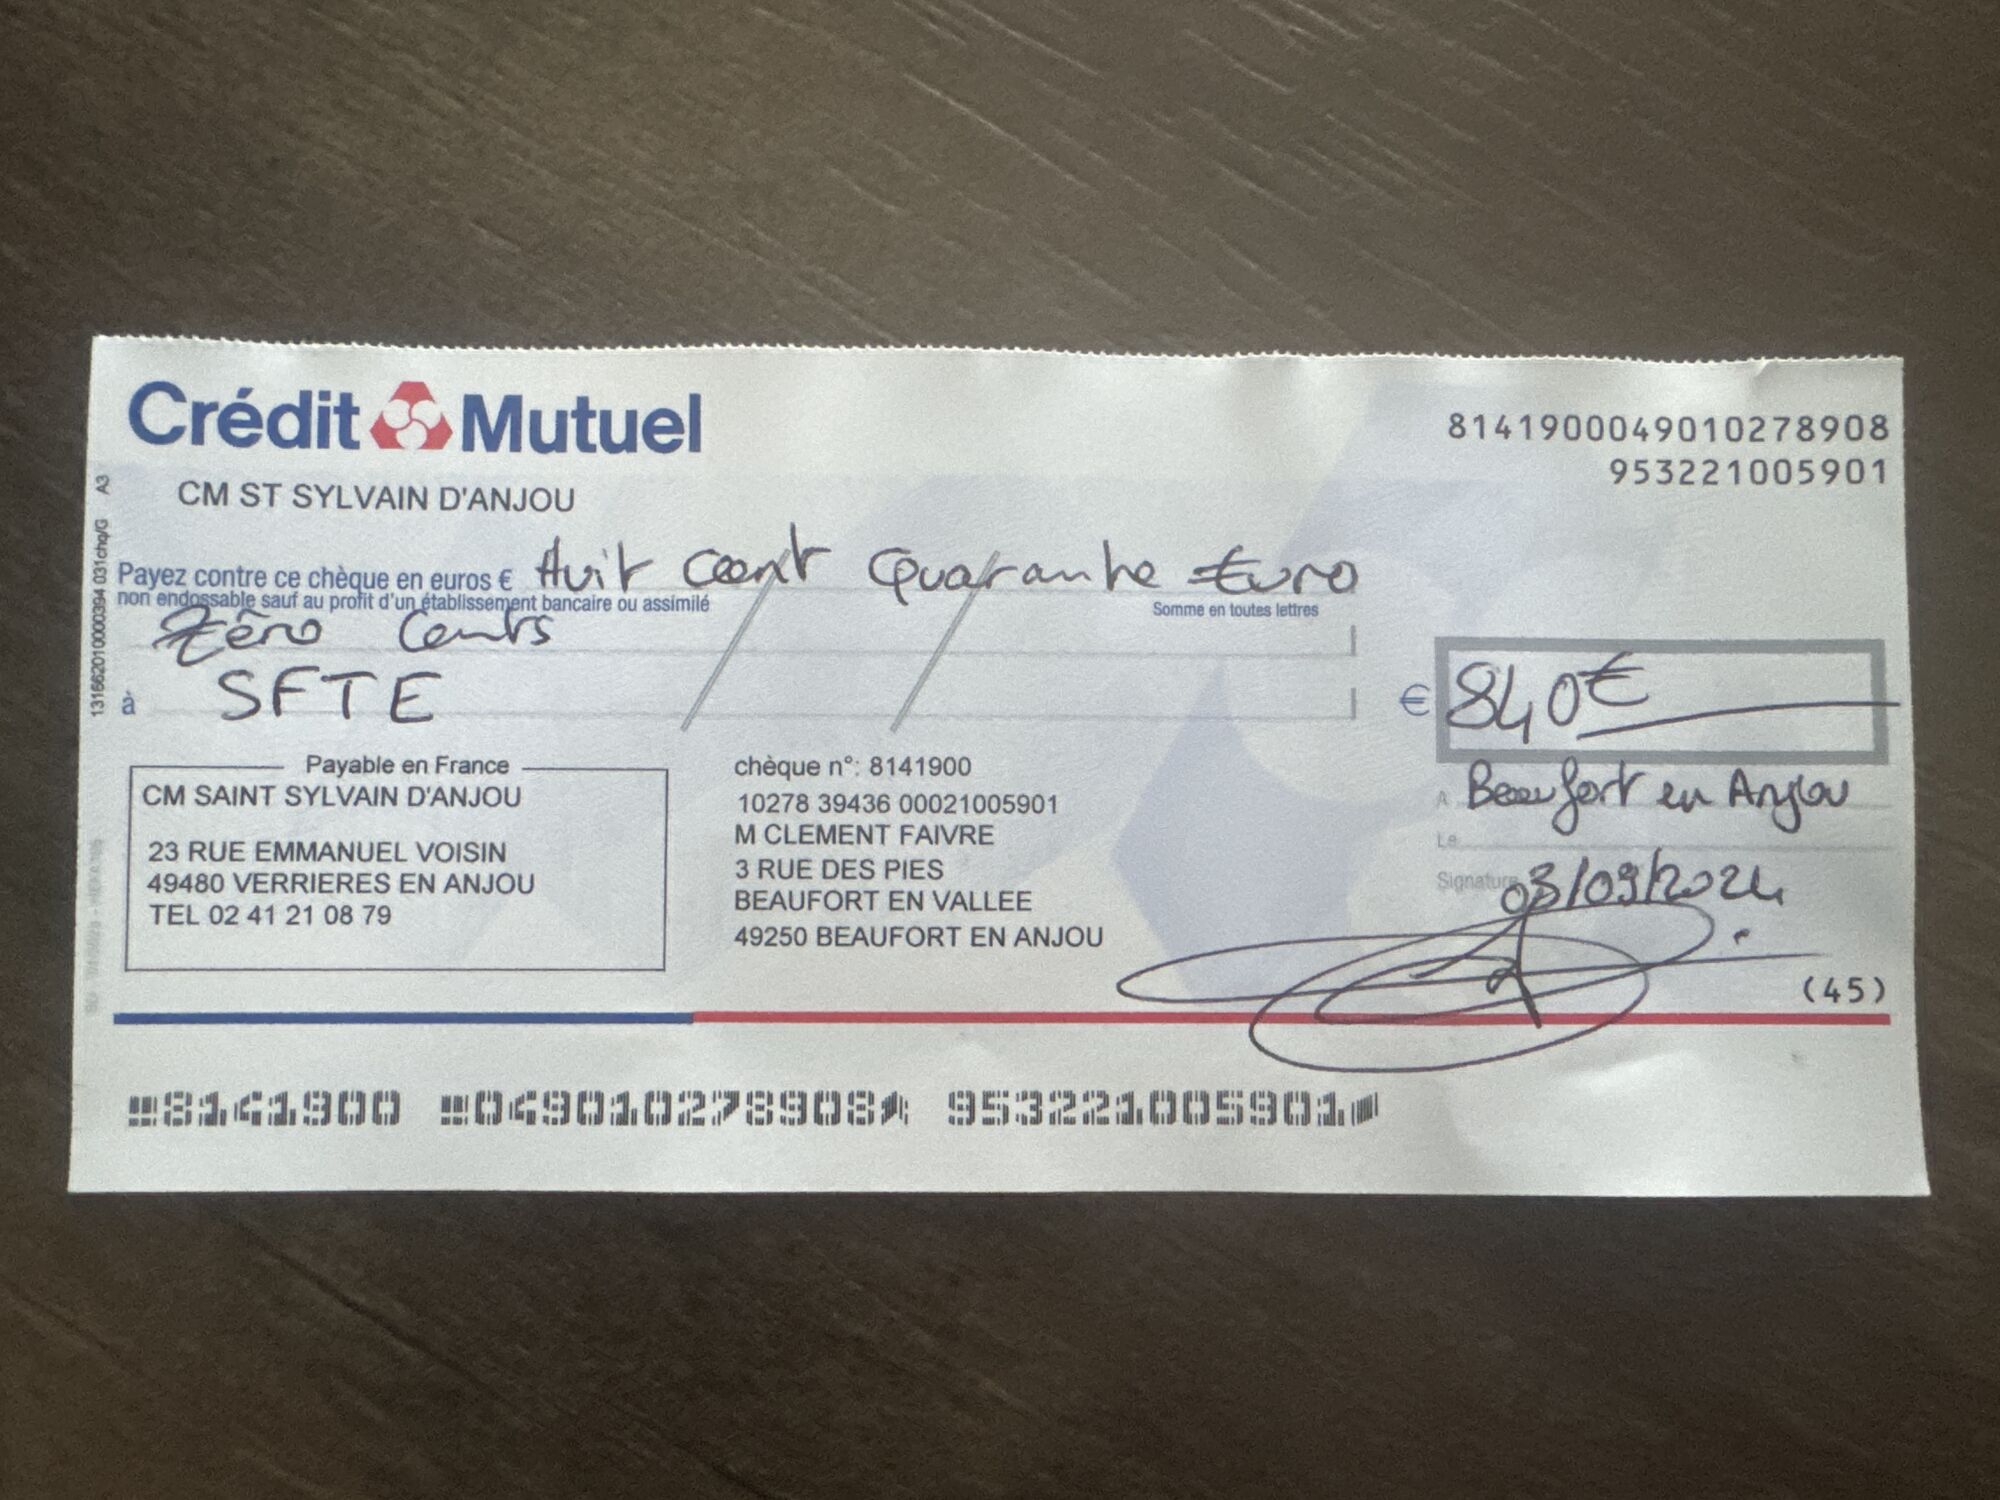 Crédit Mutuel
8141900049010278908
953221005901
CM ST SYLVAIN D'ANJOU
131662010000394 031chq/G A3
Payez contre ce chèque en euros € Huit Cent Quarante Euro
non endossable sauf au profit d'un établissement bancaire ou assimilé
Somme en toutes lettres
Zéro Cents
à SFTE
€ 840€
Payable en France
CM SAINT SYLVAIN D'ANJOU
23 RUE EMMANUEL VOISIN
49480 VERRIERES EN ANJOU
TEL 02 41 21 08 79
chèque n°: 8141900
10278 39436 00021005901
M CLEMENT FAIVRE
3 RUE DES PIES
BEAUFORT EN VALLEE
49250 BEAUFORT EN ANJOU
A Beaufort en Anjou
Le
Signature 03/09/2024
(45)
8141900 049010278908 953221005901